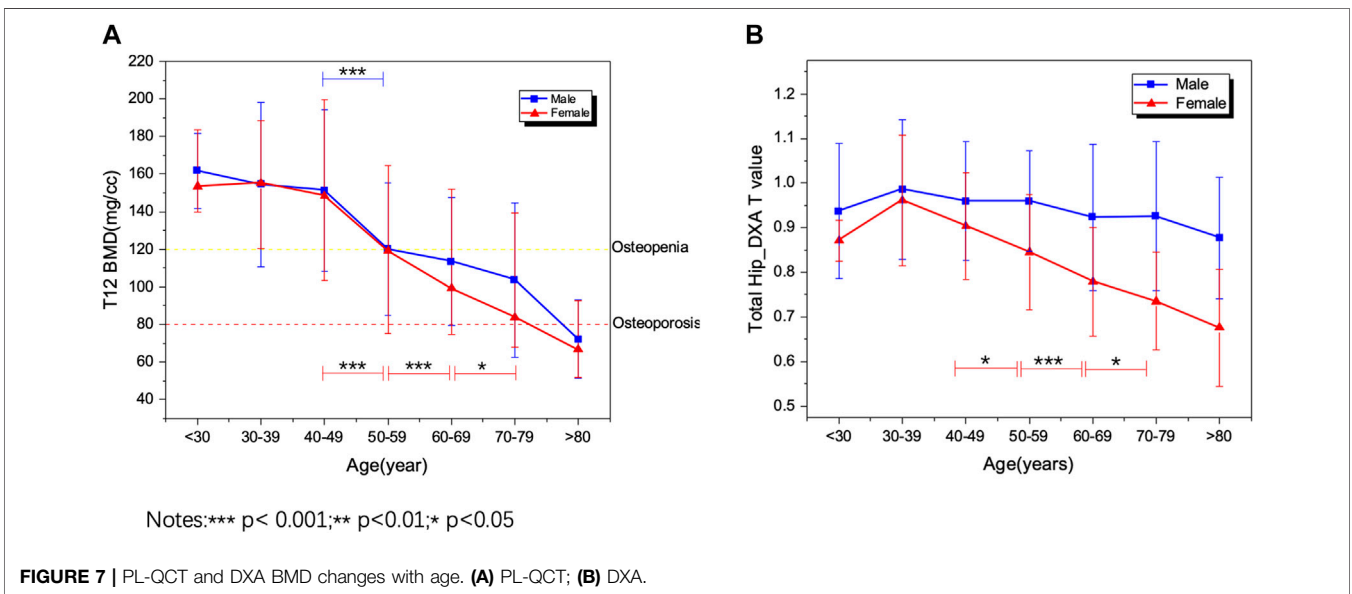 A
220
200
180
160
140
120
100
80
60
40
T12 BMD(mg/cc)
***
Male
Female
Osteopenia
Osteoporosis
*** *** *
<30 30-39 40-49 50-59 60-69 70-79 >80
Age(year)
B
1.2
1.1
1.0
0.9
0.8
0.7
0.6
0.5
Total Hip_DXA T value
Male
Female
* *** *
<30 30-39 40-49 50-59 60-69 70-79 >80
Age(years)
Notes:*** p< 0.001;** p<0.01;* p<0.05
FIGURE 7 | PL-QCT and DXA BMD changes with age. (A) PL-QCT; (B) DXA.